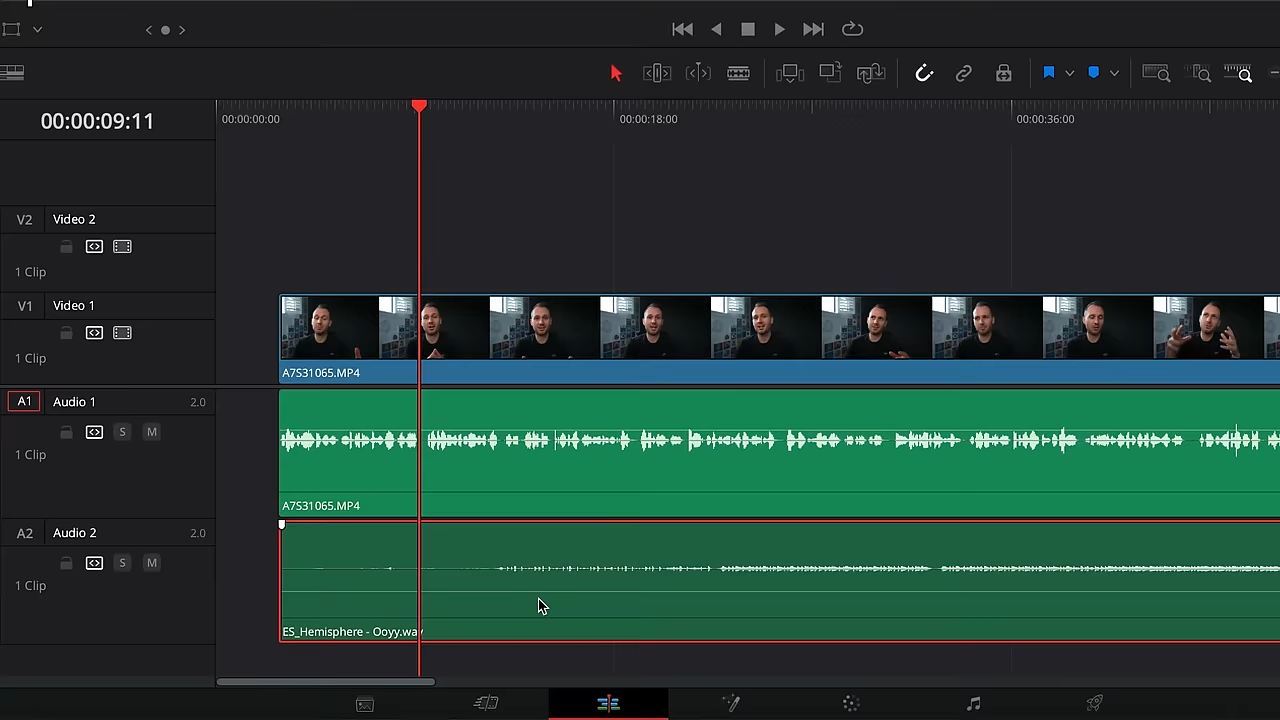 00:00:09:11
00:00:00:00
00:00:18:00
00:00:36:00
V2 Video 2
1 Clip
V1 Video 1
1 Clip
A7S31065.MP4
A1 Audio 1 2.0
S M
1 Clip
A7S31065.MP4
A2 Audio 2 2.0
S M
1 Clip
ES_Hemisphere - Ooyy.wav